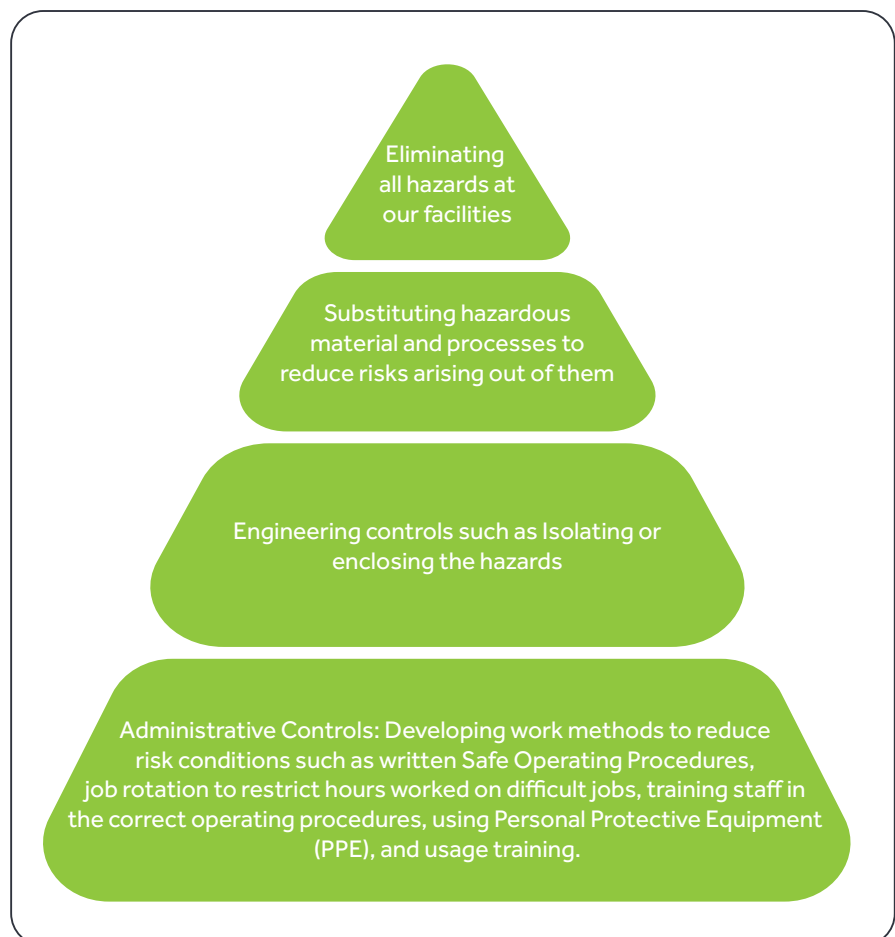 Eliminating
all hazards at
our facilities
Substituting hazardous
material and processes to
reduce risks arising out of them
Engineering controls such as Isolating or
enclosing the hazards
Administrative Controls: Developing work methods to reduce
risk conditions such as written Safe Operating Procedures,
job rotation to restrict hours worked on difficult jobs, training staff in
the correct operating procedures, using Personal Protective Equipment
(PPE), and usage training.